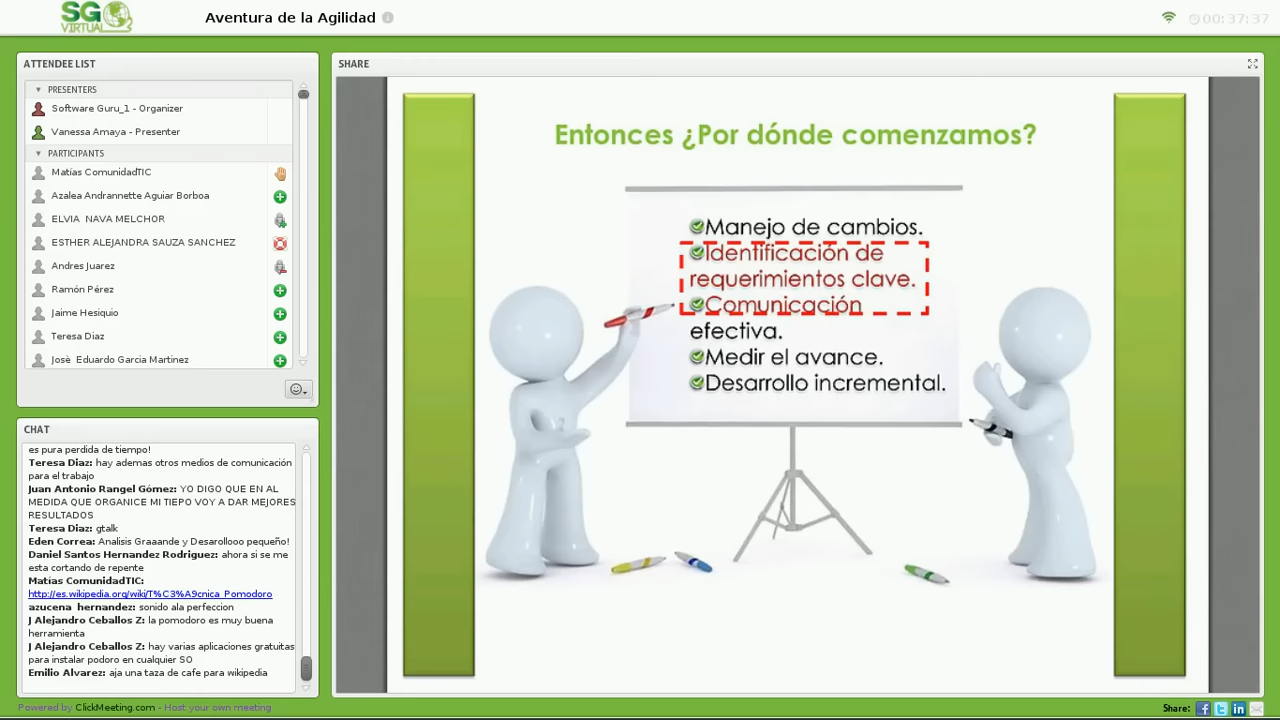 SG
VIRTUAL
Aventura de la Agilidad
00:37:37
ATTENDEE LIST
PRESENTERS
Software Guru_1 - Organizer
Vanessa Amaya - Presenter
PARTICIPANTS
Matías ComunidadTIC
Azalea Andrannette Aguiar Borboa
ELVIA NAVA MELCHOR
ESTHER ALEJANDRA SAUZA SANCHEZ
Andres Juarez
Ramón Pérez
Jaime Hesiquio
Teresa Diaz
Josè Eduardo Garcia Martinez
CHAT
es pura perdida de tiempo!
Teresa Diaz: hay ademas otros medios de comunicación
para el trabajo
Juan Antonio Rangel Gómez: YO DIGO QUE EN AL
MEDIDA QUE ORGANICE MI TIEPO VOY A DAR MEJORES
RESULTADOS
Teresa Diaz: gtalk
Eden Correa: Analisis Graaande y Desarollooo pequeño!
Daniel Santos Hernandez Rodriguez: ahora si se me
esta cortando de repente
Matías ComunidadTIC:
http://es.wikipedia.org/wiki/T%C3%A9cnica_Pomodoro
azucena hernandez: sonido ala perfeccion
J Alejandro Ceballos Z: la pomodoro es muy buena
herramienta
J Alejandro Ceballos Z: hay varias aplicaciones gratuitas
para instalar podoro en cualquier SO
Emilio Alvarez: aja una taza de cafe para wikipedia
SHARE
Entonces ¿Por dónde comenzamos?
Manejo de cambios.
Identificación de
requerimientos clave.
Comunicación
efectiva.
Medir el avance.
Desarrollo incremental.
Powered by ClickMeeting.com - Host your own meeting
Share: